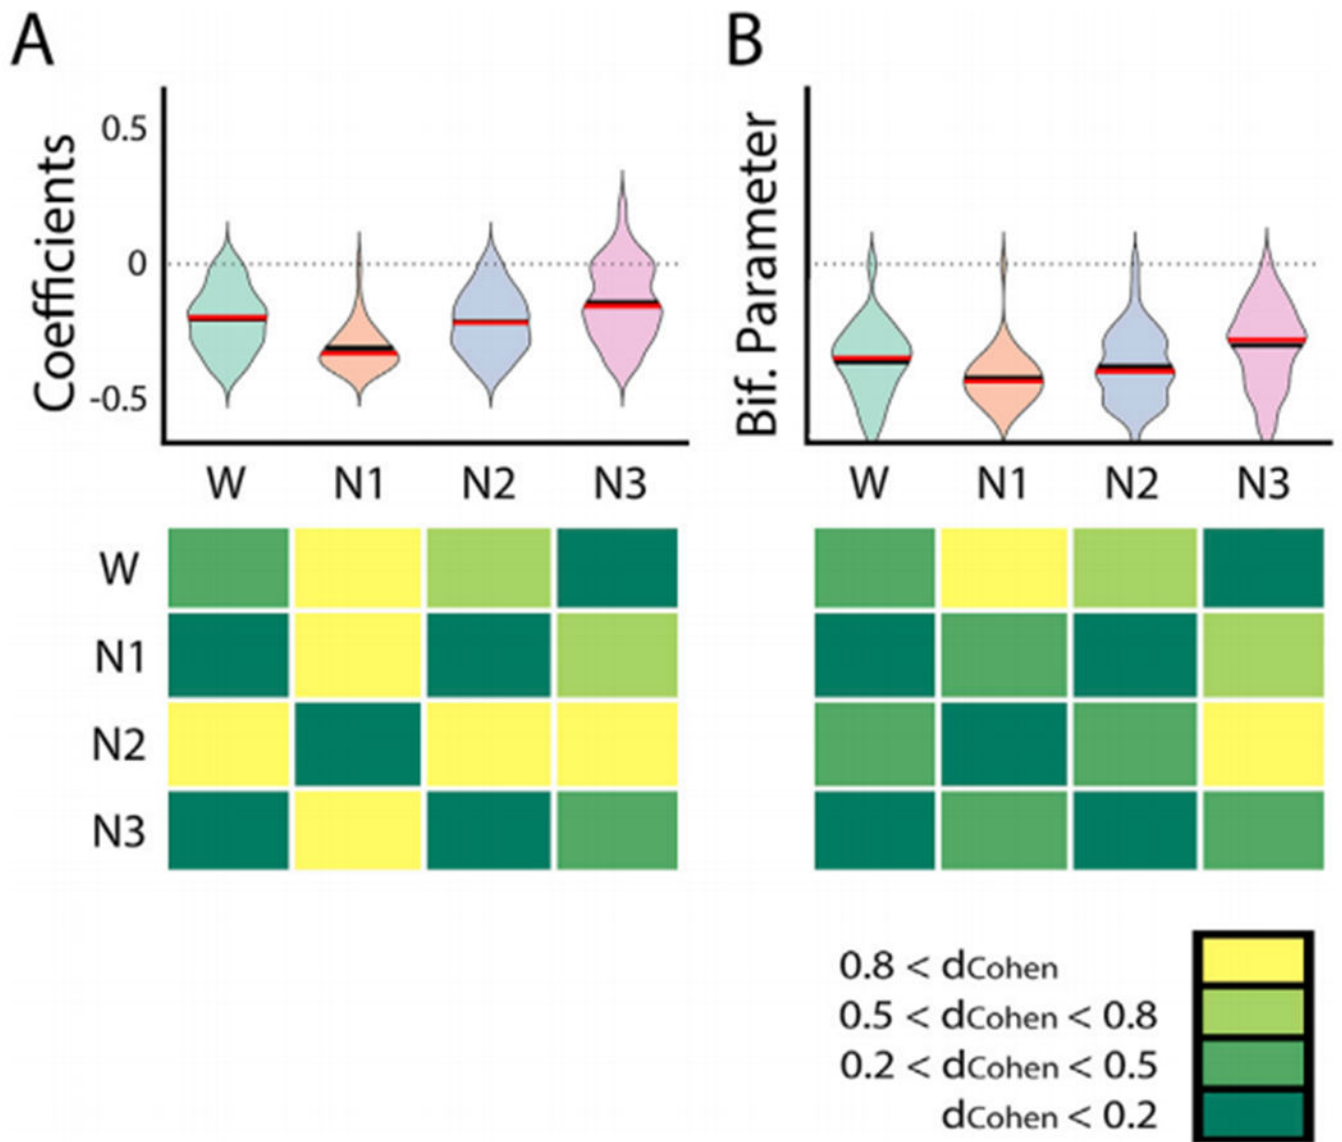 A
B
Coefficients
0.5
0
-0.5
W N1 N2 N3
Bif. Parameter
W N1 N2 N3
W
N1
N2
N3
0.8 < dCohen
0.5 < dCohen < 0.8
0.2 < dCohen < 0.5
dCohen < 0.2